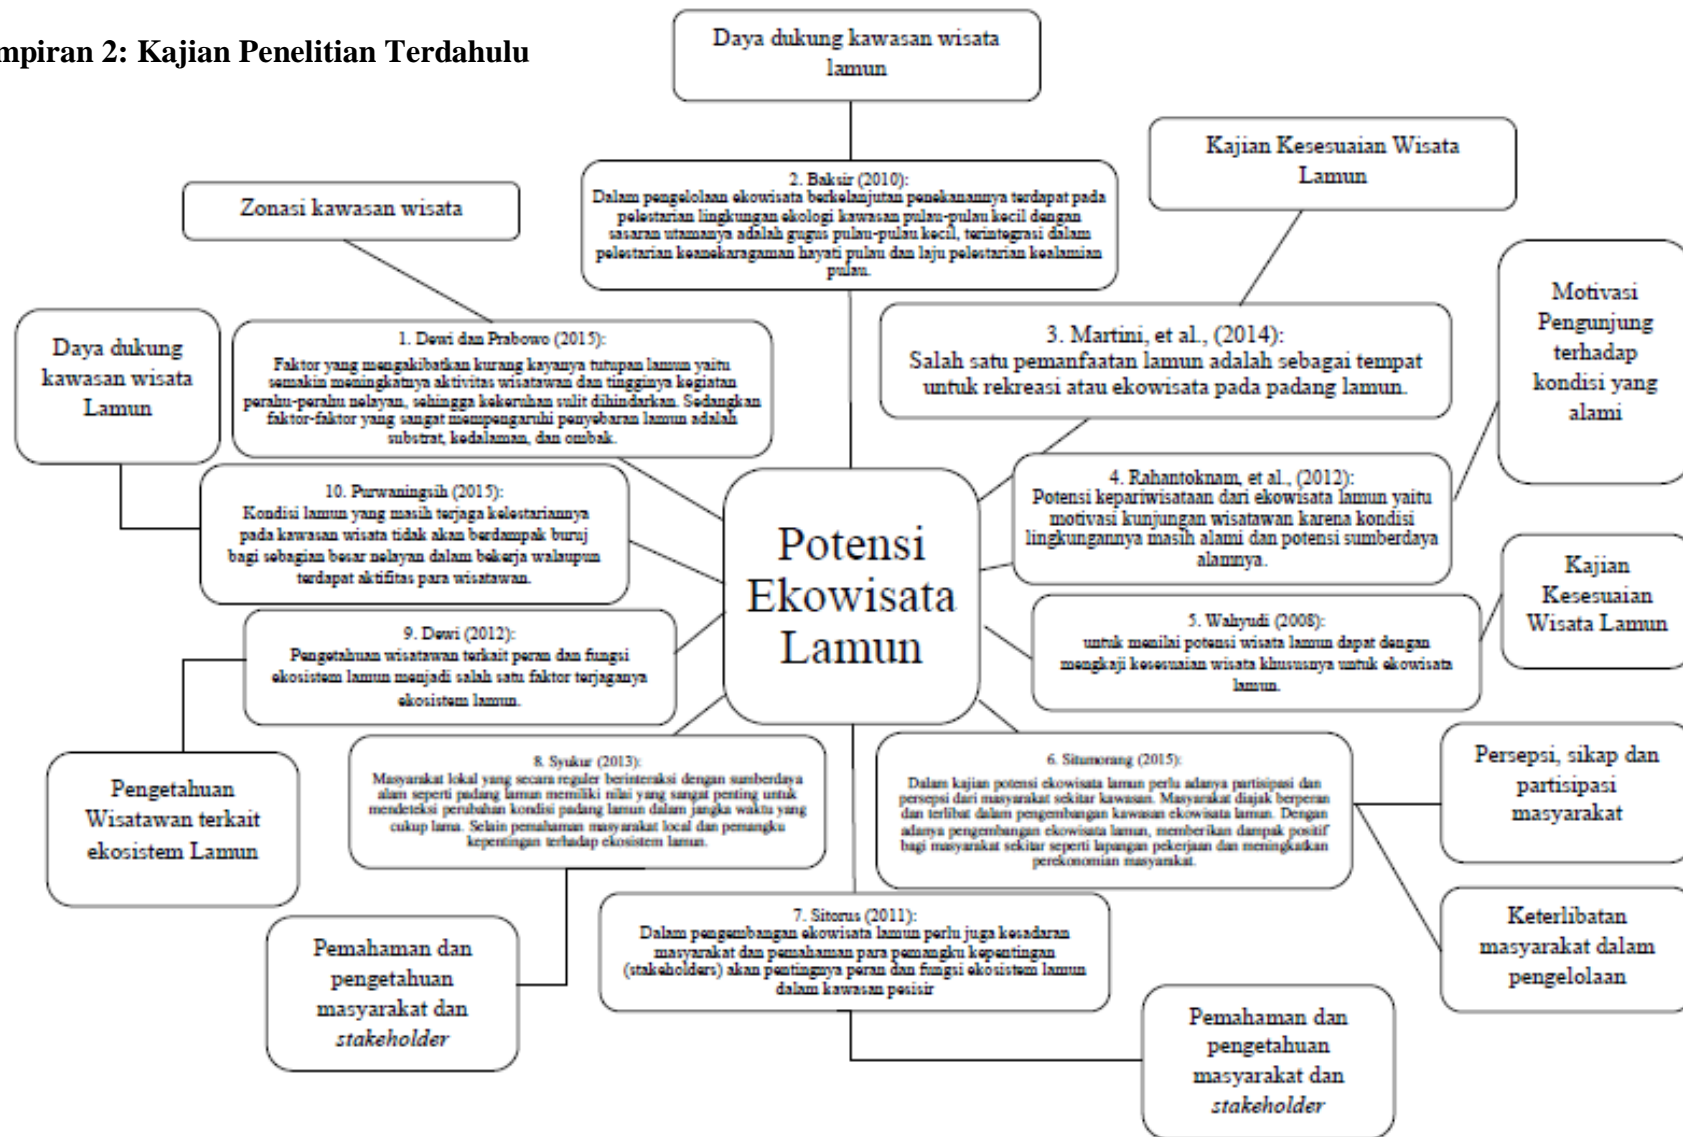 mpiran 2: Kajian Penelitian Terdahulu
Daya dukung kawasan wisata
lamun
Kajian Kesesuaian Wisata
Lamun
Zonasi kawasan wisata
2. Baksir (2010):
Dalam pengelolaan ekowisata berkelanjutan penekanannya terdapat pada
pelestarian lingkungan ekologi kawasan pulau-pulau kecil dengan
sasaran utamanya adalah gugus pulau-pulau kecil, terintegrasi dalam
pelestarian keanekaragaman hayati pulau dan laju pelestarian kealamian
pulau.
Motivasi
Pengunjung
terhadap
kondisi yang
alami
Daya dukung
kawasan wisata
Lamun
1. Dewi dan Prabowo (2015):
Faktor yang mengakibatkan kurang kayanya tutupan lamun yaitu
semakin meningkatnya aktivitas wisatawan dan tingginya kegiatan
perahu-perahu nelayan, sehingga kekeruhan sulit dihindarkan. Sedangkan
faktor-faktor yang sangat mempengaruhi penyebaran lamun adalah
substrat, kedalaman, dan ombak.
3. Martini, et al., (2014):
Salah satu pemanfaatan lamun adalah sebagai tempat
untuk rekreasi atau ekowisata pada padang lamun.
10. Purwaningsih (2015):
Kondisi lamun yang masih terjaga kelestariannya
pada kawasan wisata tidak akan berdampak buruj
bagi sebagian besar nelayan dalam bekerja walaupun
terdapat aktifitas para wisatawan.
Potensi
Ekowisata
Lamun
4. Rahantoknam, et al., (2012):
Potensi kepariwisataan dari ekowisata lamun yaitu
motivasi kunjungan wisatawan karena kondisi
lingkungannya masih alami dan potensi sumberdaya
alamnya.
Kajian
Kesesuaian
Wisata Lamun
9. Dewi (2012):
Pengetahuan wisatawan terkait peran dan fungsi
ekosistem lamun menjadi salah satu faktor terjaganya
ekosistem lamun.
5. Wahyudi (2008):
untuk menilai potensi wisata lamun dapat dengan
mengkaji kesesuaian wisata khususnya untuk ekowisata
lamun.
Pengetahuan
Wisatawan terkait
ekosistem Lamun
8. Syukur (2013):
Masyarakat lokal yang secara reguler berinteraksi dengan sumberdaya
alam seperti padang lamun memiliki nilai yang sangat penting untuk
mendeteksi perubahan kondisi padang lamun dalam jangka waktu yang
cukup lama. Selain pemahaman masyarakat local dan pemangku
kepentingan terhadap ekosistem lamun.
6. Situmorang (2015):
Dalam kajian potensi ekowisata lamun perlu adanya partisipasi dan
persepsi dari masyarakat sekitar kawasan. Masyarakat diajak berperan
dan terlibat dalam pengembangan kawasan ekowisata lamun. Dengan
adanya pengembangan ekowisata lamun, memberikan dampak positif
bagi masyarakat sekitar seperti lapangan pekerjaan dan meningkatkan
perekonomian masyarakat.
Persepsi, sikap dan
partisipasi
masyarakat
Keterlibatan
masyarakat dalam
pengelolaan
7. Sitorus (2011):
Dalam pengembangan ekowisata lamun perlu juga kesadaran
masyarakat dan pemahaman para pemangku kepentingan
(stakeholders) akan pentingnya peran dan fungsi ekosistem lamun
dalam kawasan pesisir
Pemahaman dan
pengetahuan
masyarakat dan
stakeholder
Pemahaman dan
pengetahuan
masyarakat dan
stakeholder